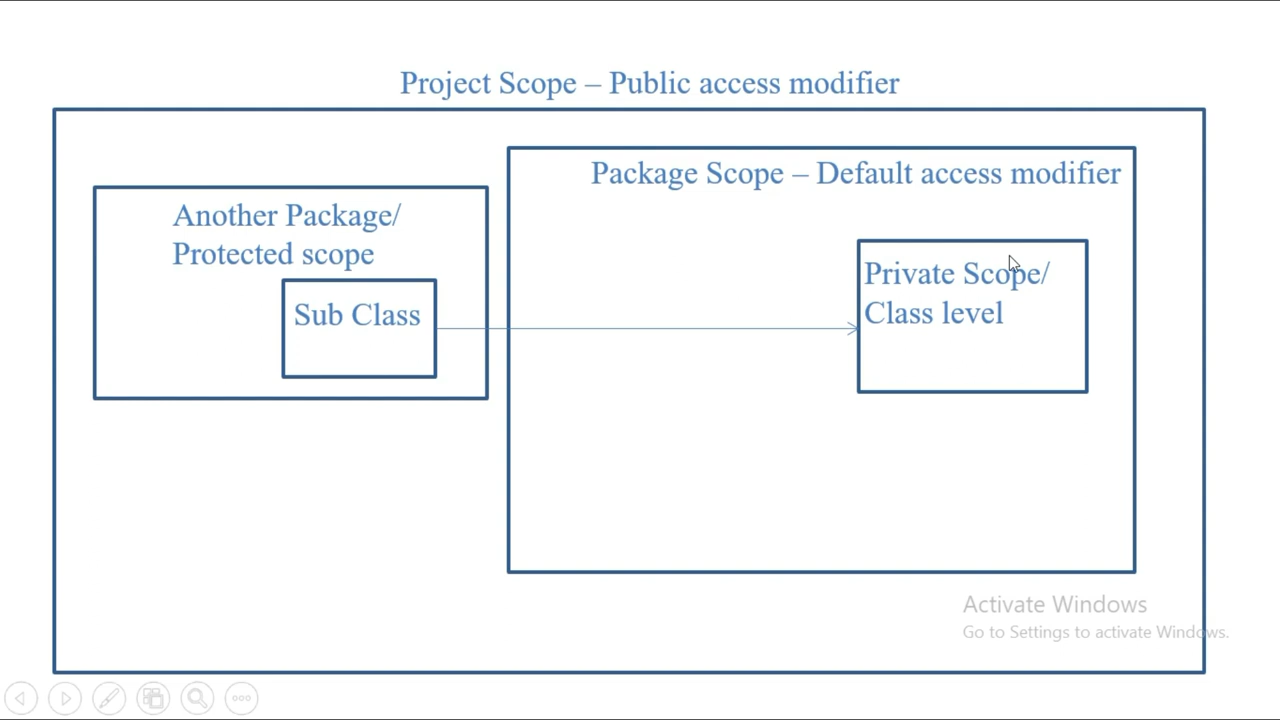 Project Scope – Public access modifier
Package Scope – Default access modifier
Another Package/
Protected scope
Sub Class
Private Scope/
Class level
Activate Windows
Go to Settings to activate Windows.